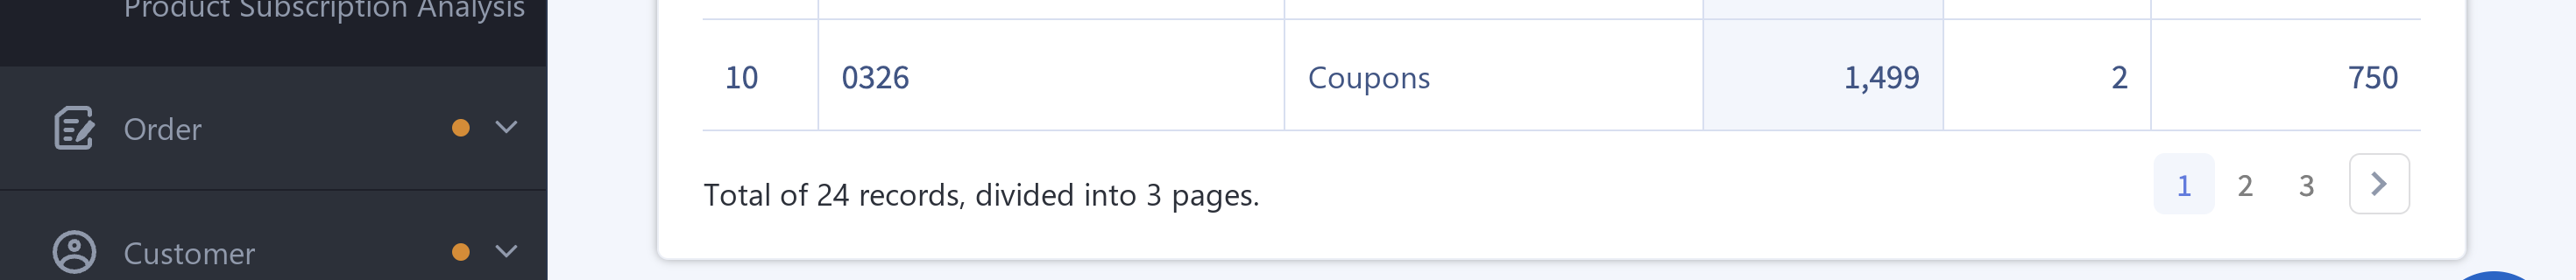 Product Subscription Analysis
Order
Customer
10 0326 Coupons 1,499 2 750
Total of 24 records, divided into 3 pages.
1 2 3